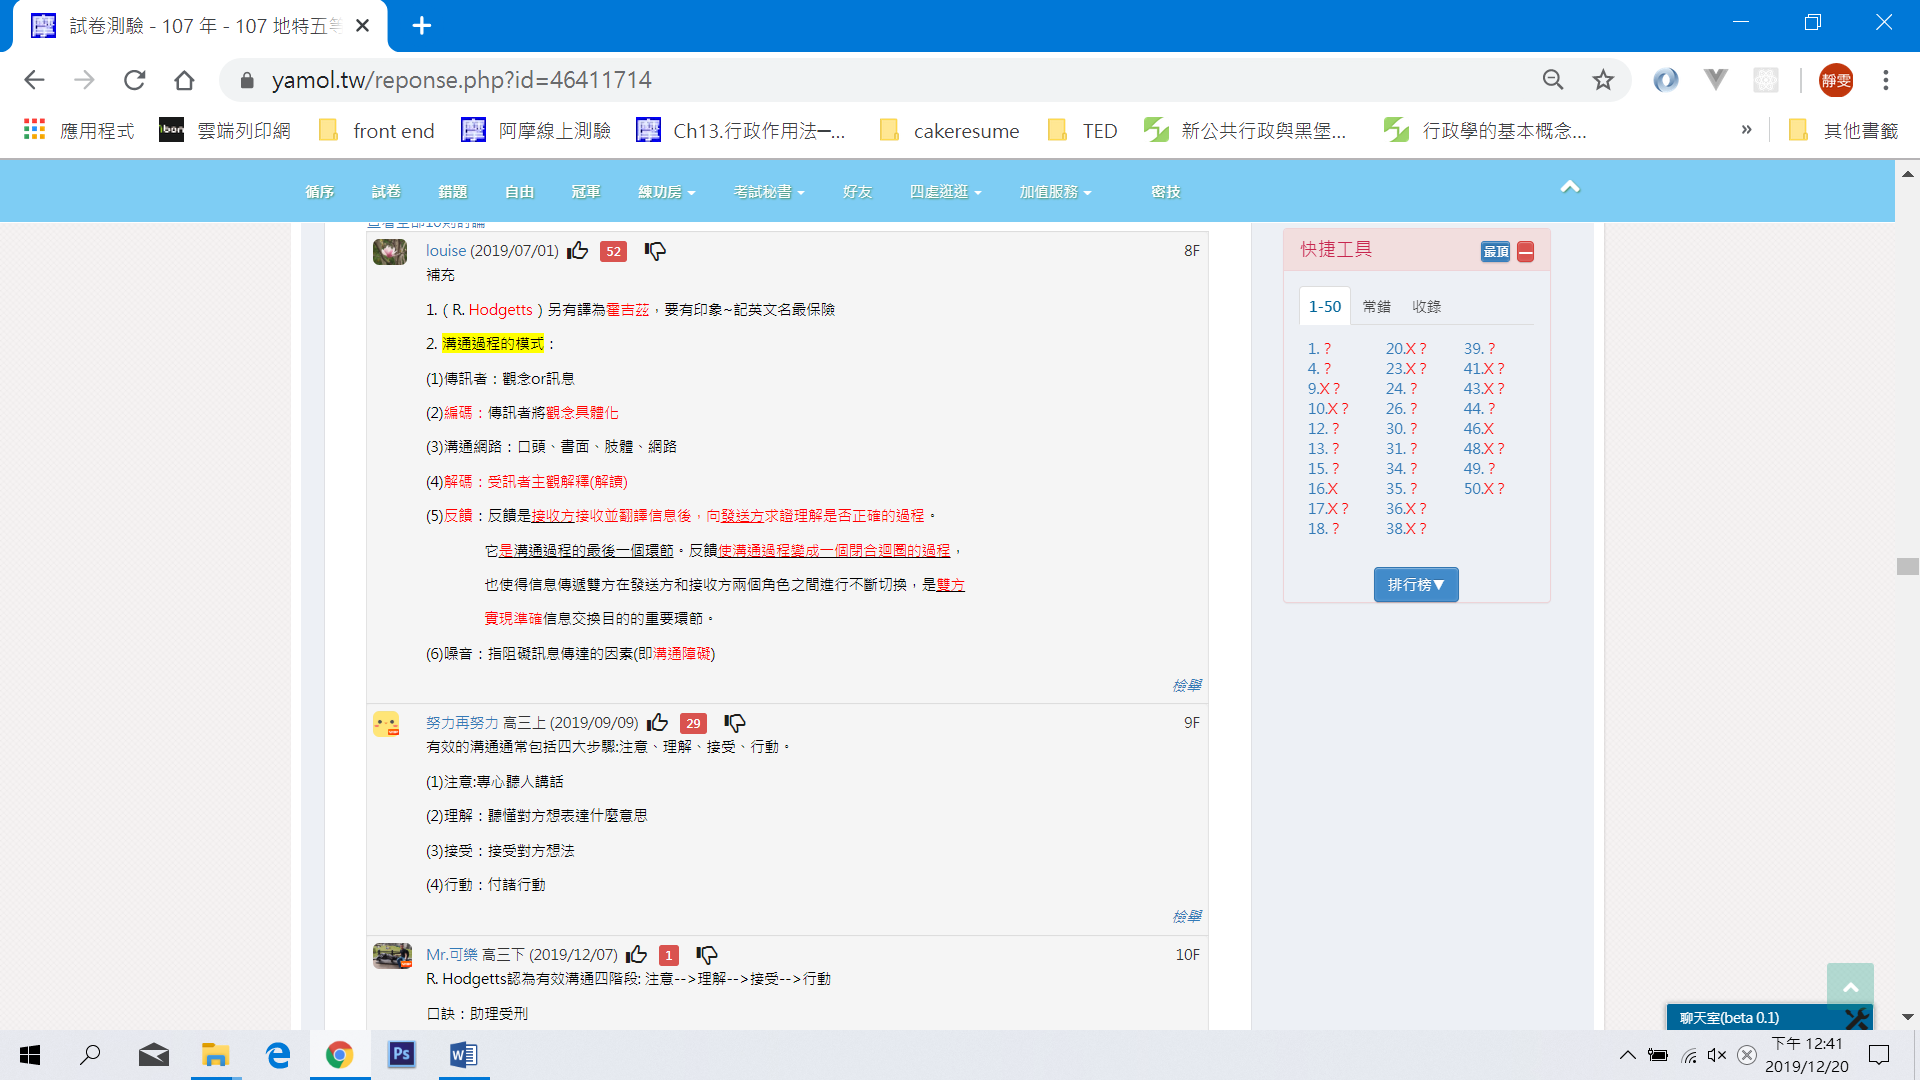 試卷測驗 - 107 年 - 107 地特五等
yamol.tw/reponse.php?id=46411714
靜雯
應用程式
ibon
雲端列印網
front end
阿摩線上測驗
Ch13.行政作用法—...
cakeresume
TED
新公共行政與黑堡...
行政學的基本概念...
»
其他書籤
循序 試卷 錯題 自由 冠軍 練功房 考試秘書 好友 四處逛逛 加值服務 密技
查看全部10則討論
louise (2019/07/01) 52 8F
補充
1. ( R. Hodgetts ) 另有譯為霍吉茲，要有印象~記英文名最保險
2. 溝通過程的模式：
(1)傳訊者：觀念or訊息
(2)編碼：傳訊者將觀念具體化
(3)溝通網路：口頭、書面、肢體、網路
(4)解碼：受訊者主觀解釋(解讀)
(5)反饋：反饋是接收方接收並翻譯信息後，向發送方求證理解是否正確的過程。
它是溝通過程的最後一個環節。反饋使溝通過程變成一個閉合迴圈的過程，
也使得信息傳遞雙方在發送方和接收方兩個角色之間進行不斷切換，是雙方
實現準確信息交換目的的重要環節。
(6)噪音：指阻礙訊息傳達的因素(即溝通障礙)
檢舉
努力再努力 高三上 (2019/09/09) 29 9F
有效的溝通通常包括四大步驟:注意、理解、接受、行動。
(1)注意:專心聽人講話
(2)理解：聽懂對方想表達什麼意思
(3)接受：接受對方想法
(4)行動：付諸行動
檢舉
Mr.可樂 高三下 (2019/12/07) 1 10F
R. Hodgetts認為有效溝通四階段: 注意-->理解-->接受-->行動
口訣：助理受刑
快捷工具 最頂
1-50 常錯 收錄
1. ? 20.X ? 39. ?
4. ? 23.X ? 41.X ?
9.X ? 24. ? 43.X ?
10.X ? 26. ? 44. ?
12. ? 30. ? 46.X
13. ? 31. ? 48.X ?
15. ? 34. ? 49. ?
16.X 35. ? 50.X ?
17.X ? 36.X ?
18. ? 38.X ?
排行榜▼
聊天室(beta 0.1)
Ps
下午 12:41
2019/12/20